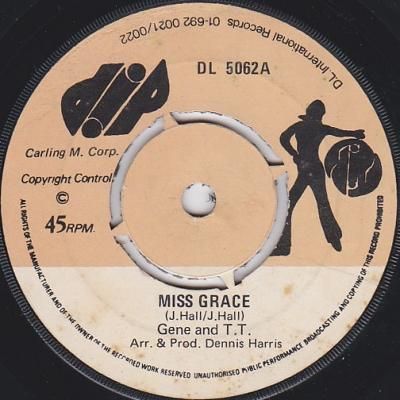 DL International Records 01-692 0021/0022
dip
DL 5062A
Carling M. Corp.
Copyright Control
©
45RPM.
MISS GRACE
(J.Hall/J.Hall)
Gene and T.T.
Arr. & Prod. Dennis Harris
ALL RIGHTS OF THE MANUFACTURER AND OF THE OWNER OF THE RECORDED WORK RESERVED UNAUTHORISED PUBLIC PERFORMANCE BROADCASTING AND COPYING OF THIS RECORD PROHIBITED